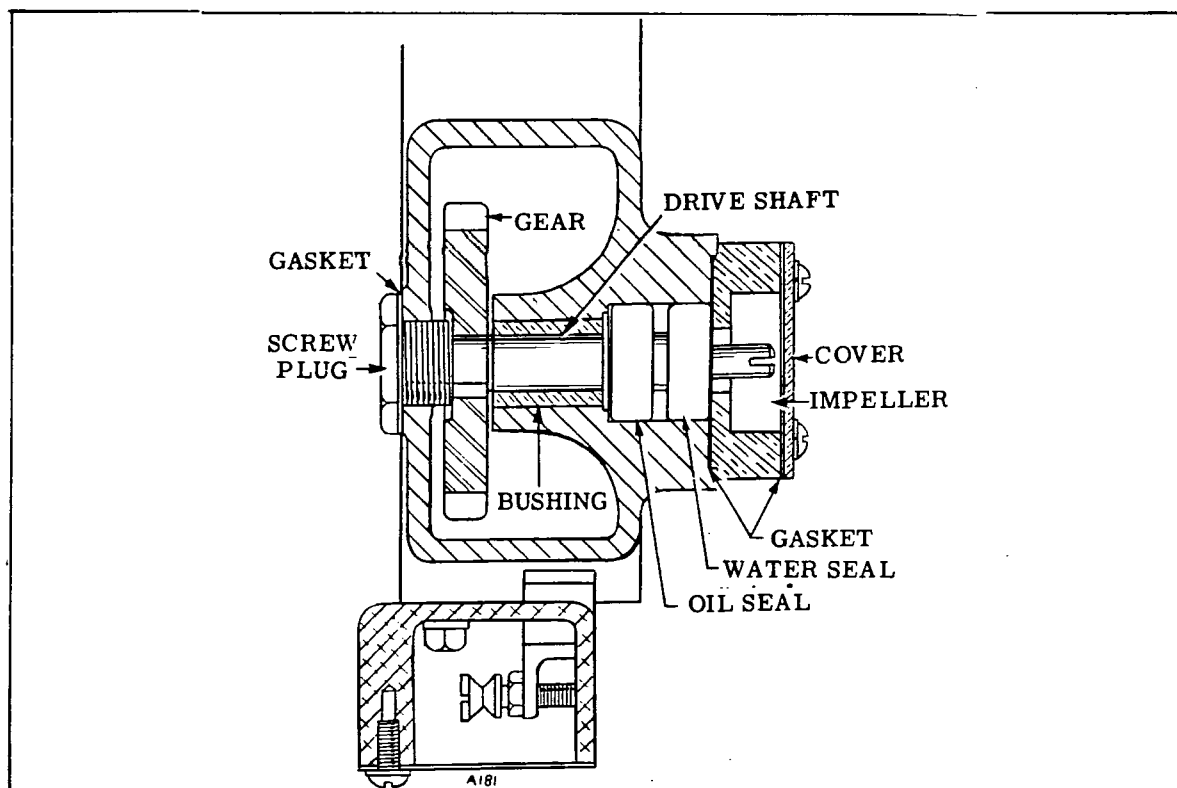 DRIVE SHAFT
GEAR
GASKET
SCREW
PLUG
COVER
IMPELLER
BUSHING
GASKET
WATER SEAL
OIL SEAL
A181